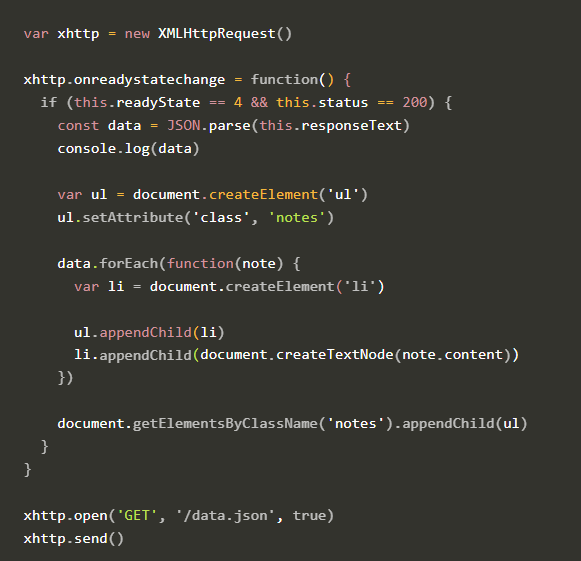 var xhttp = new XMLHttpRequest()

xhttp.onreadystatechange = function() {
  if (this.readyState == 4 && this.status == 200) {
    const data = JSON.parse(this.responseText)
    console.log(data)

    var ul = document.createElement('ul')
    ul.setAttribute('class', 'notes')

    data.forEach(function(note) {
      var li = document.createElement('li')

      ul.appendChild(li)
      li.appendChild(document.createTextNode(note.content))
    })

    document.getElementsByClassName('notes').appendChild(ul)
  }
}

xhttp.open('GET', '/data.json', true)
xhttp.send()